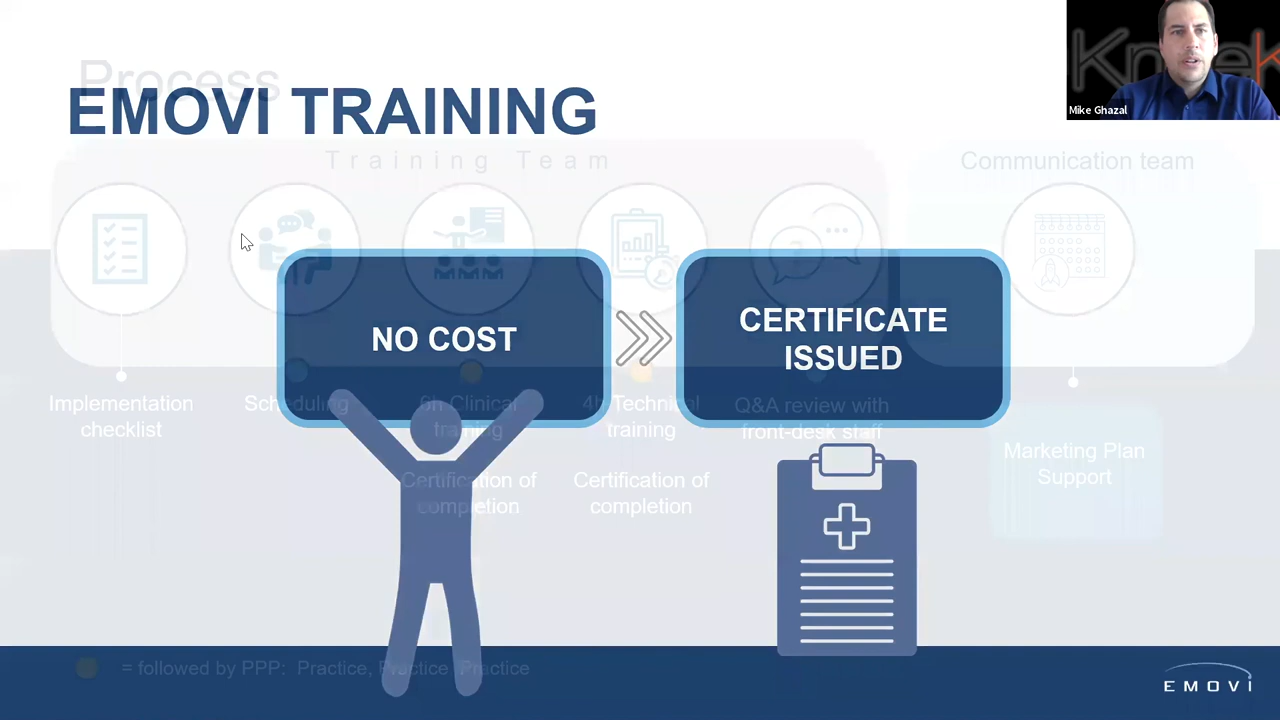 Process
EMOVI TRAINING
Training Team
Communication team
NO COST
CERTIFICATE
ISSUED
Implementation
checklist
Scheduling
6h Clinical
training
4h Technical
training
Q&A review with
front-desk staff
Certification of
completion
Certification of
completion
Marketing Plan
Support
= followed by PPP: Practice, Practice, Practice
EMOVI
Mike Ghazal